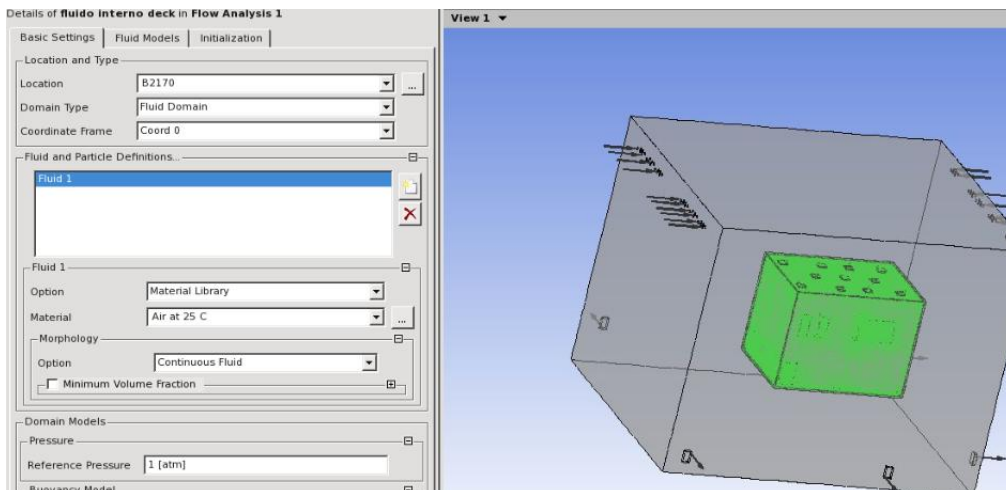 Details of fluido interno deck in Flow Analysis 1
Basic Settings Fluid Models Initialization
Location and Type
Location B2170 ...
Domain Type Fluid Domain
Coordinate Frame Coord 0
Fluid and Particle Definitions...
Fluid 1
Fluid 1
Option Material Library
Material Air at 25 C ...
Morphology
Option Continuous Fluid
Minimum Volume Fraction
Domain Models
Pressure
Reference Pressure 1 [atm]
Buoyancy Model
View 1